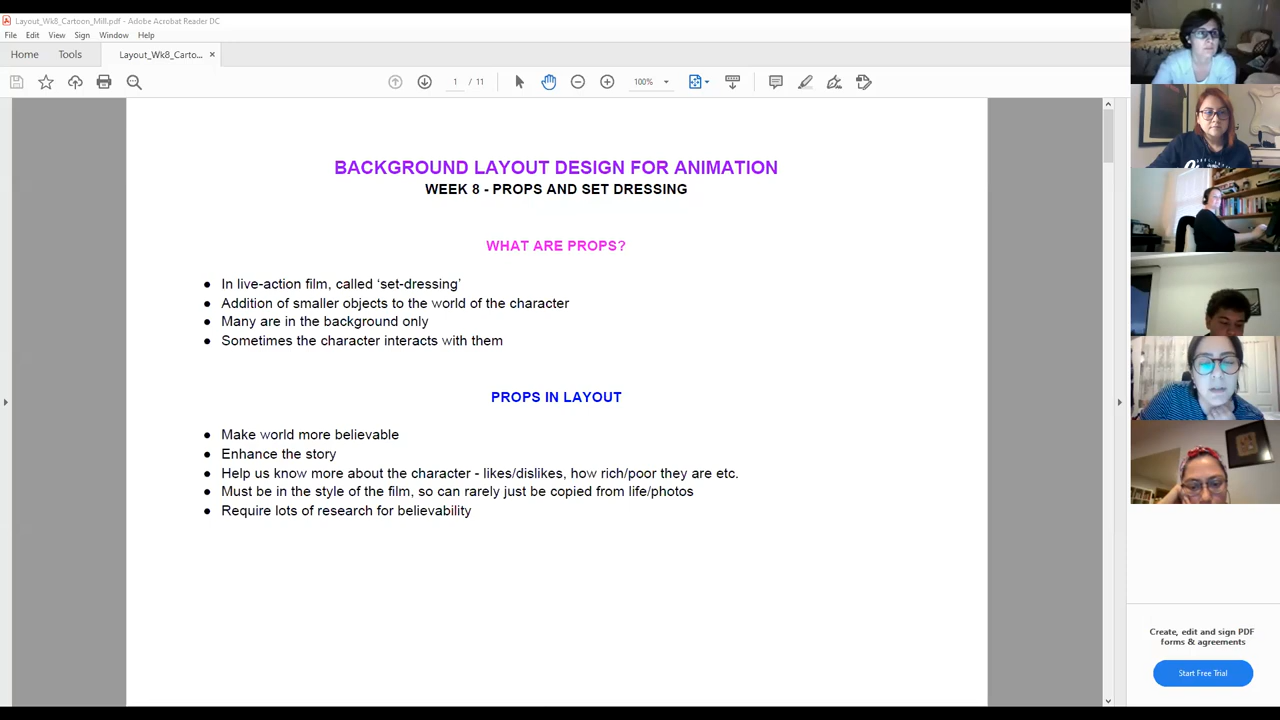 Layout_Wk8_Cartoon_Mill.pdf - Adobe Acrobat Reader DC
File Edit View Sign Window Help
Home Tools Layout_Wk8_Carto... ×
1 / 11 100%
BACKGROUND LAYOUT DESIGN FOR ANIMATION
WEEK 8 - PROPS AND SET DRESSING
WHAT ARE PROPS?
● In live-action film, called ‘set-dressing’
● Addition of smaller objects to the world of the character
● Many are in the background only
● Sometimes the character interacts with them
PROPS IN LAYOUT
● Make world more believable
● Enhance the story
● Help us know more about the character - likes/dislikes, how rich/poor they are etc.
● Must be in the style of the film, so can rarely just be copied from life/photos
● Require lots of research for believability
Create, edit and sign PDF
forms & agreements
Start Free Trial